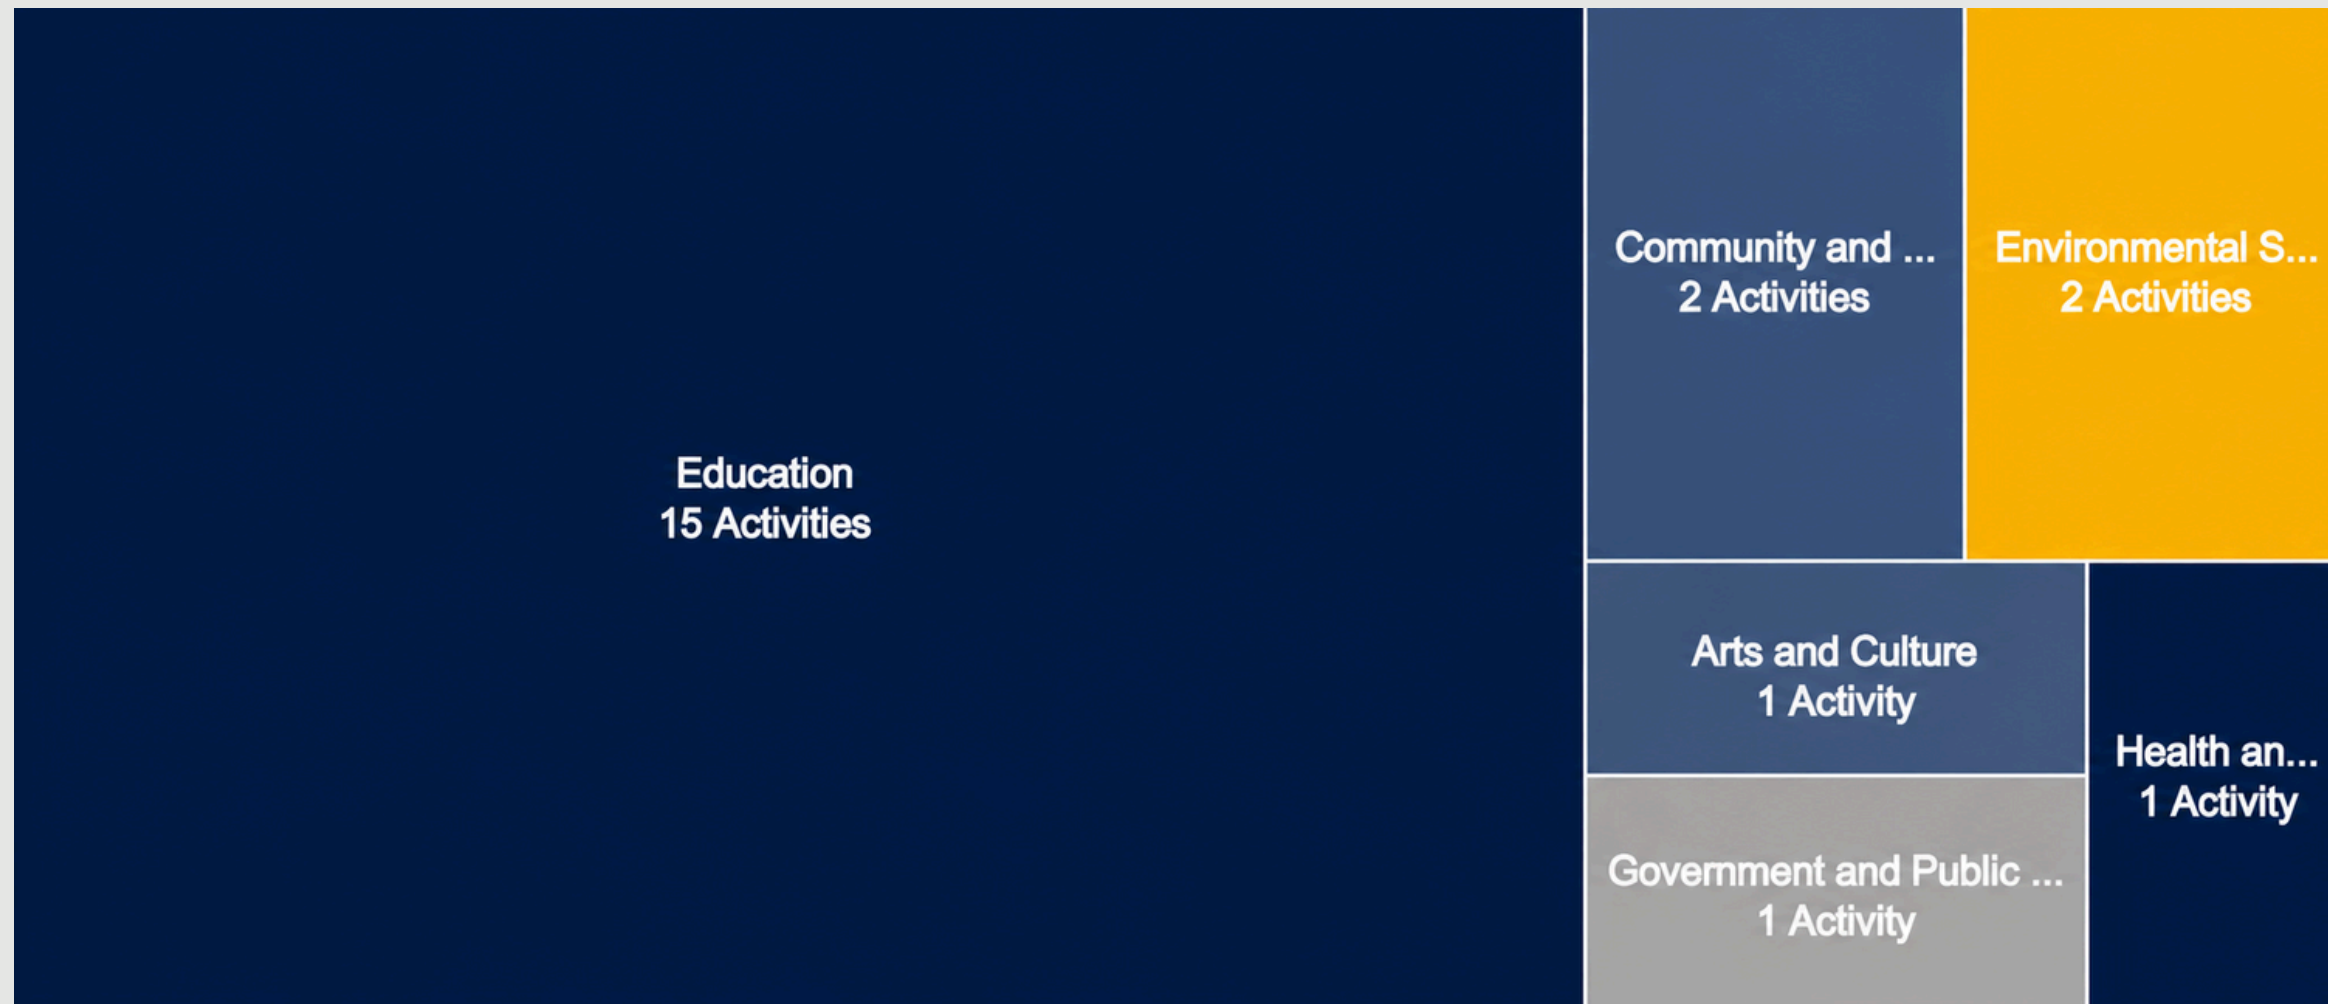 Education
15 Activities
Community and ...
2 Activities
Environmental S...
2 Activities
Arts and Culture
1 Activity
Health an...
1 Activity
Government and Public ...
1 Activity